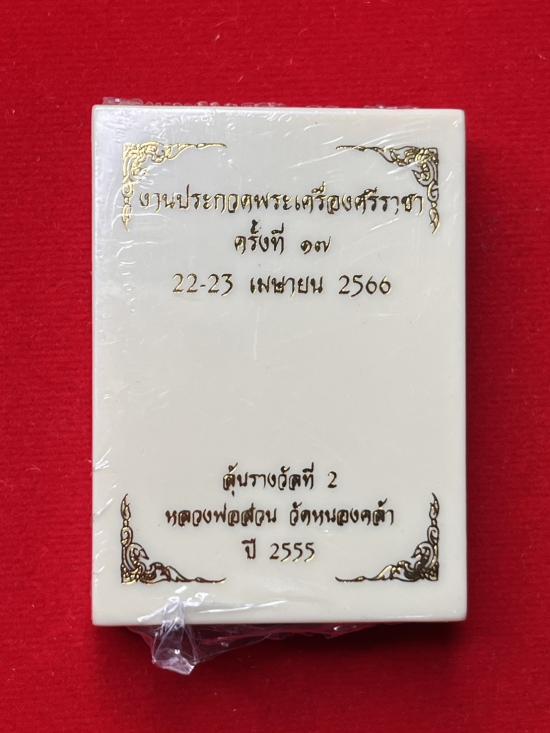 งานประกวดพระเครื่องศรีราชา
ครั้งที่ ๑๗
22-23 เมษายน 2566
ลุ้นรางวัลที่ 2
หลวงพ่อสวน วัดหนองคล้า
ปี 2555